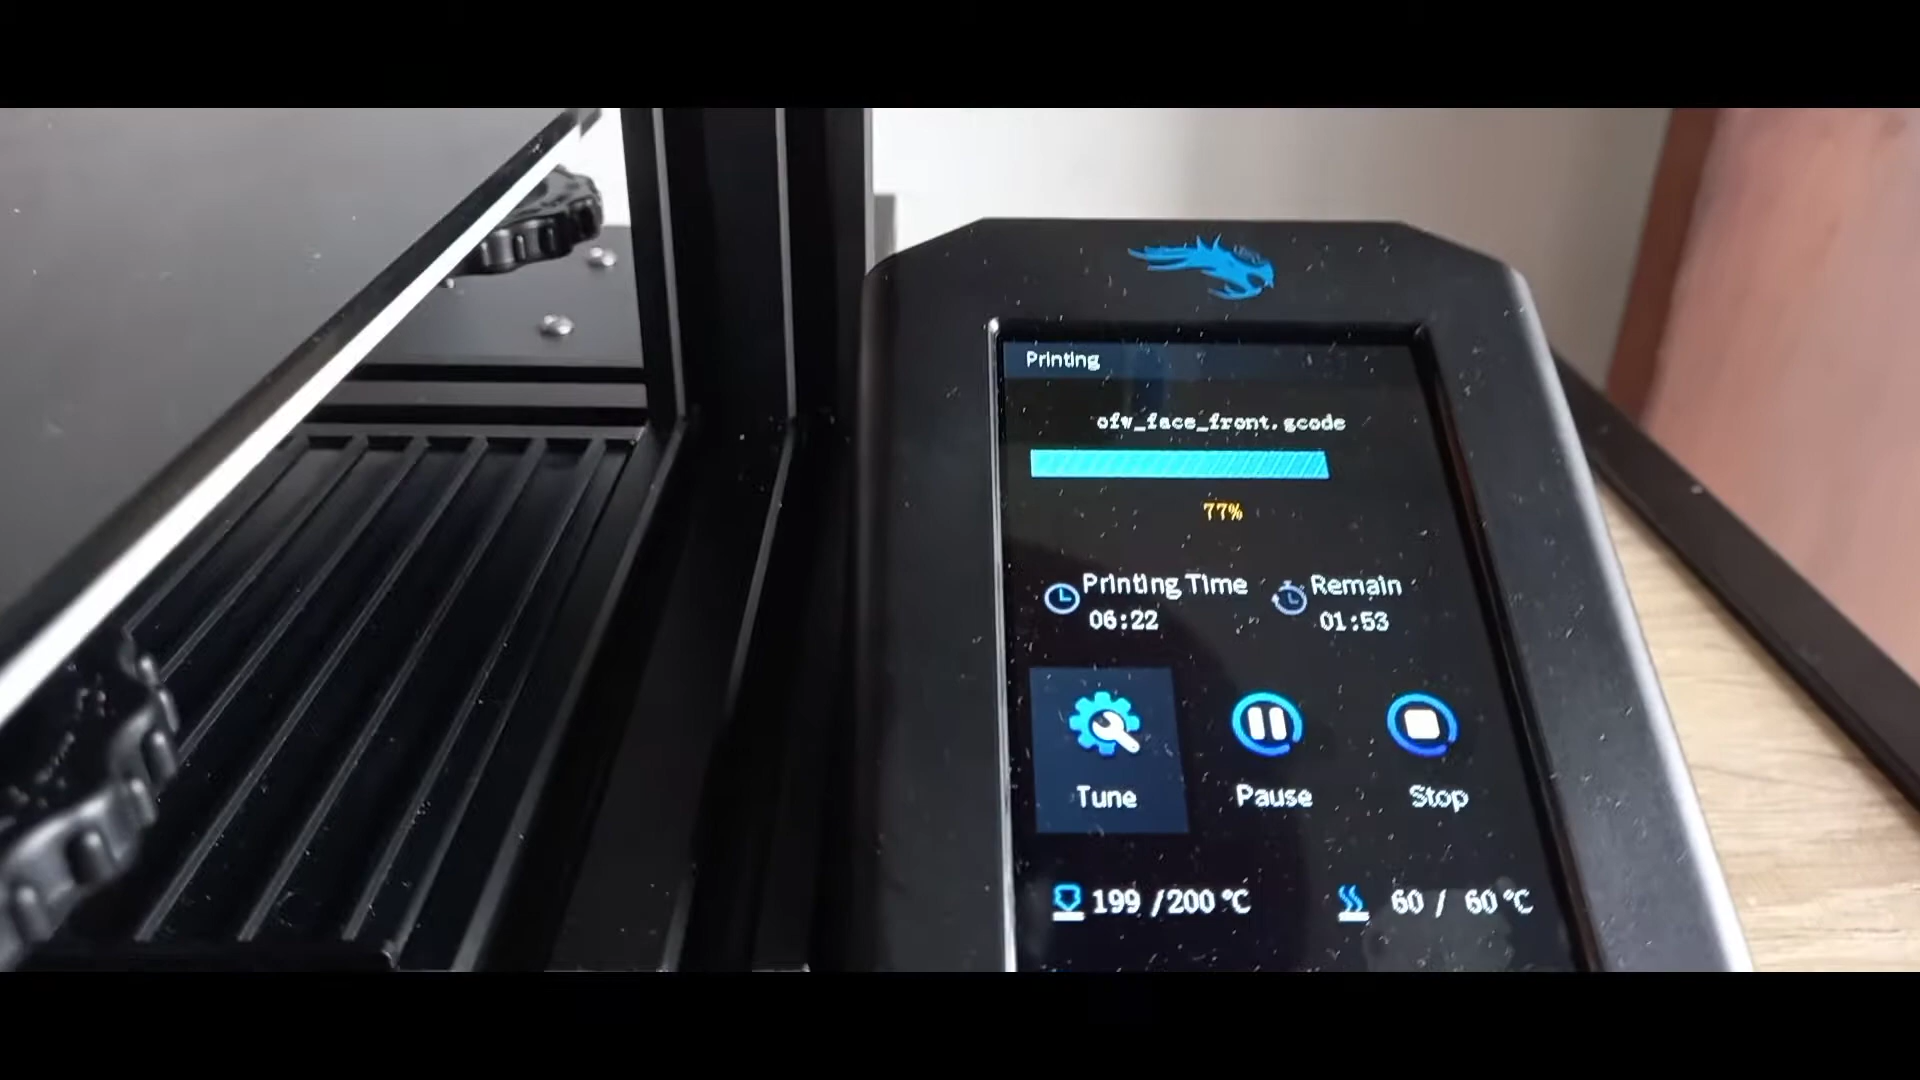 Printing
ofw_face_front.gcode
77%
Printing Time
06:22
Remain
01:53
Tune
Pause
Stop
199 /200℃
60 / 60℃